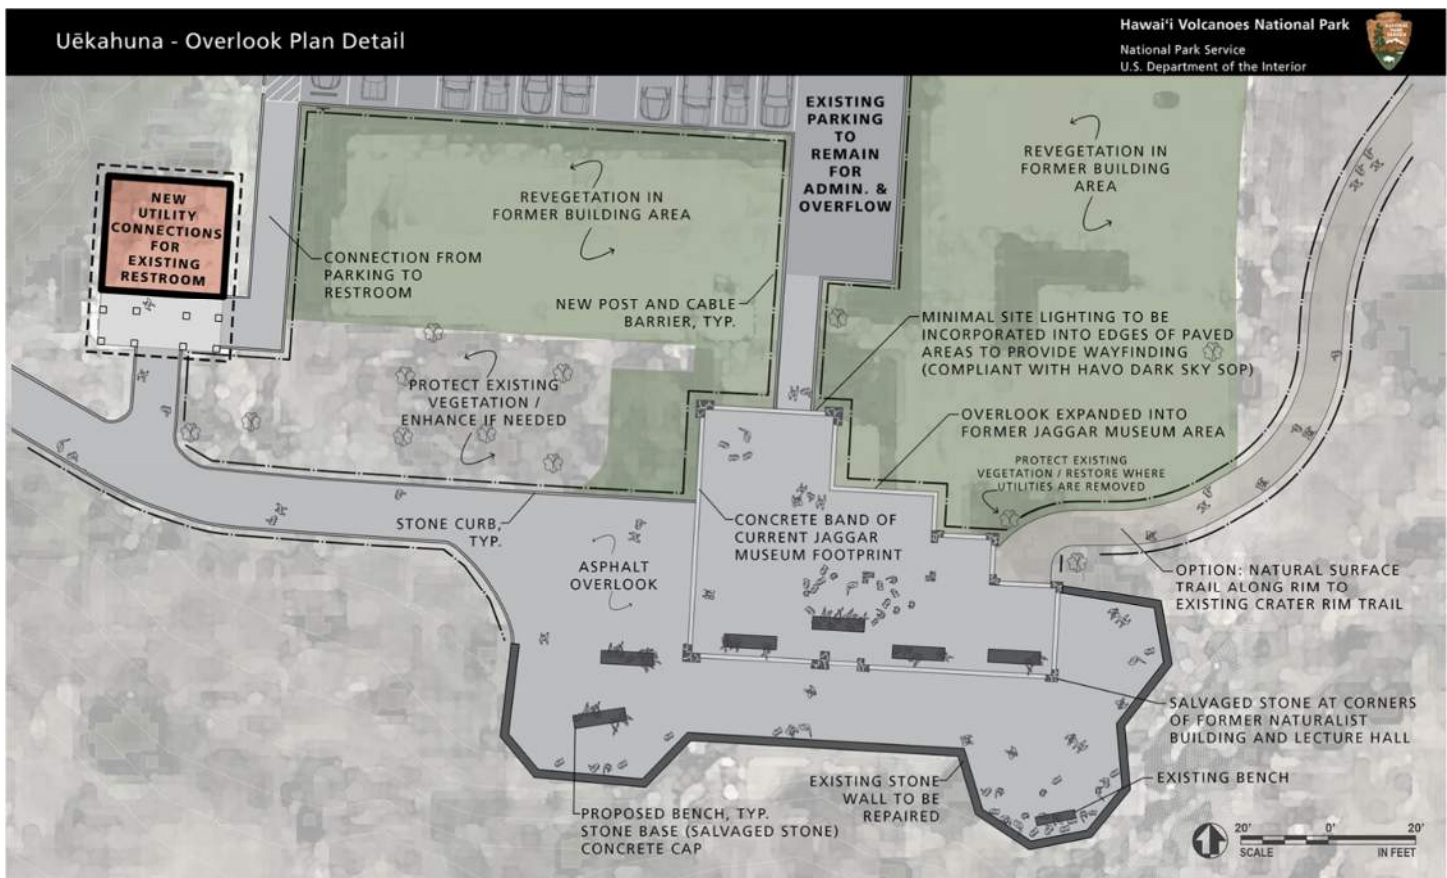 Uēkahuna - Overlook Plan Detail
Hawai‘i Volcanoes National Park
National Park Service
U.S. Department of the Interior
EXISTING
PARKING
TO
REMAIN
FOR
ADMIN. &
OVERFLOW
REVEGETATION IN
FORMER BUILDING
AREA
REVEGETATION IN
FORMER BUILDING AREA
NEW
UTILITY
CONNECTIONS
FOR
EXISTING
RESTROOM
CONNECTION FROM
PARKING TO
RESTROOM
NEW POST AND CABLE
BARRIER, TYP.
MINIMAL SITE LIGHTING TO BE
INCORPORATED INTO EDGES OF PAVED
AREAS TO PROVIDE WAYFINDING
(COMPLIANT WITH HAVO DARK SKY SOP)
PROTECT EXISTING
VEGETATION /
ENHANCE IF NEEDED
OVERLOOK EXPANDED INTO
FORMER JAGGAR MUSEUM AREA
PROTECT EXISTING
VEGETATION / RESTORE WHERE
UTILITIES ARE REMOVED
STONE CURB,
TYP.
CONCRETE BAND OF
CURRENT JAGGAR
MUSEUM FOOTPRINT
ASPHALT
OVERLOOK
OPTION: NATURAL SURFACE
TRAIL ALONG RIM TO
EXISTING CRATER RIM TRAIL
SALVAGED STONE AT CORNERS
OF FORMER NATURALIST
BUILDING AND LECTURE HALL
EXISTING STONE
WALL TO BE
REPAIRED
EXISTING BENCH
PROPOSED BENCH, TYP.
STONE BASE (SALVAGED STONE)
CONCRETE CAP
20' 0' 20'
SCALE IN FEET